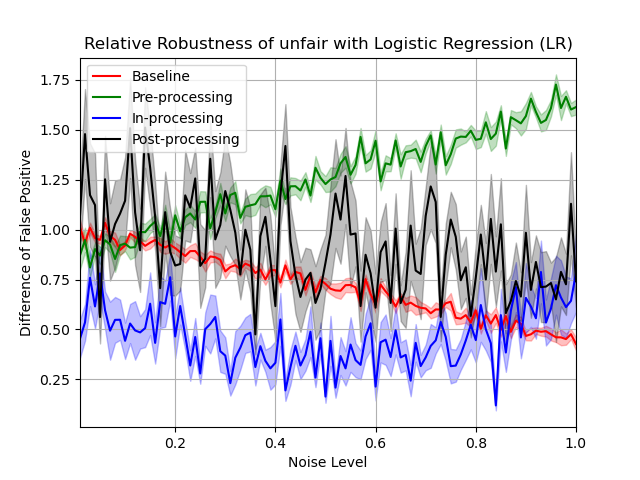 Relative Robustness of unfair with Logistic Regression (LR)
Baseline
Pre-processing
In-processing
Post-processing
Difference of False Positive
1.75
1.50
1.25
1.00
0.75
0.50
0.25
0.2
0.4
0.6
0.8
1.0
Noise Level